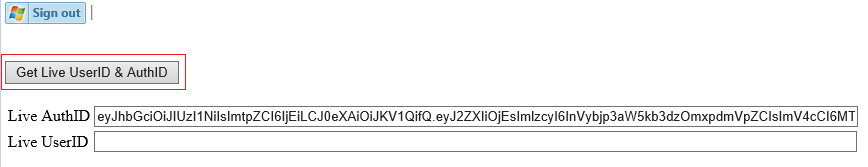 Sign out |
Get Live UserID & AuthID
Live AuthID eyJhbGciOiJIUzI1NiIsImtpZCI6IjEiLCJ0eXAiOiJKV1QifQ.eyJ2ZXIiOjEsImlzcyI6InVybjp3aW5kb3dzOmxpdmVpZCIsImV4cCI6MT
Live UserID